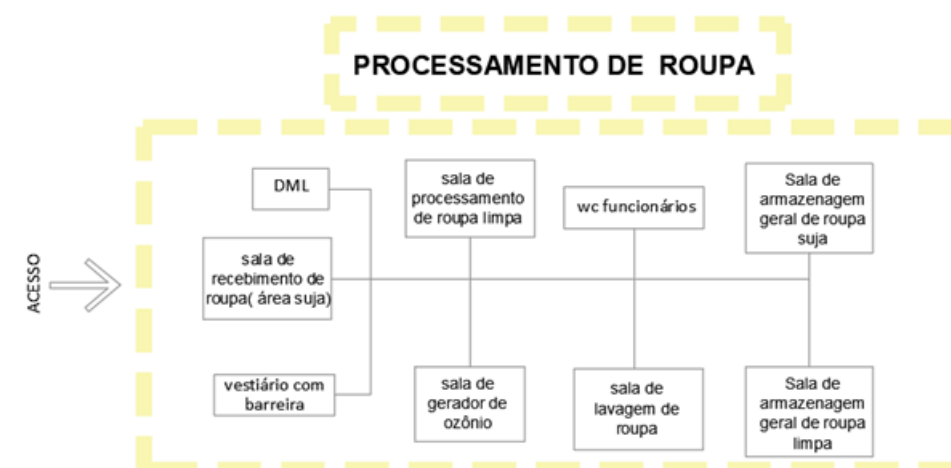 PROCESSAMENTO DE ROUPA
ACESSO
DML
sala de
processamento
de roupa limpa
wc funcionários
Sala de
armazenagem
geral de roupa
suja
sala de
recebimento de
roupa( área suja)
vestiário com
barreira
sala de
gerador de
ozônio
sala de
lavagem de
roupa
Sala de
armazenagem
geral de roupa
limpa